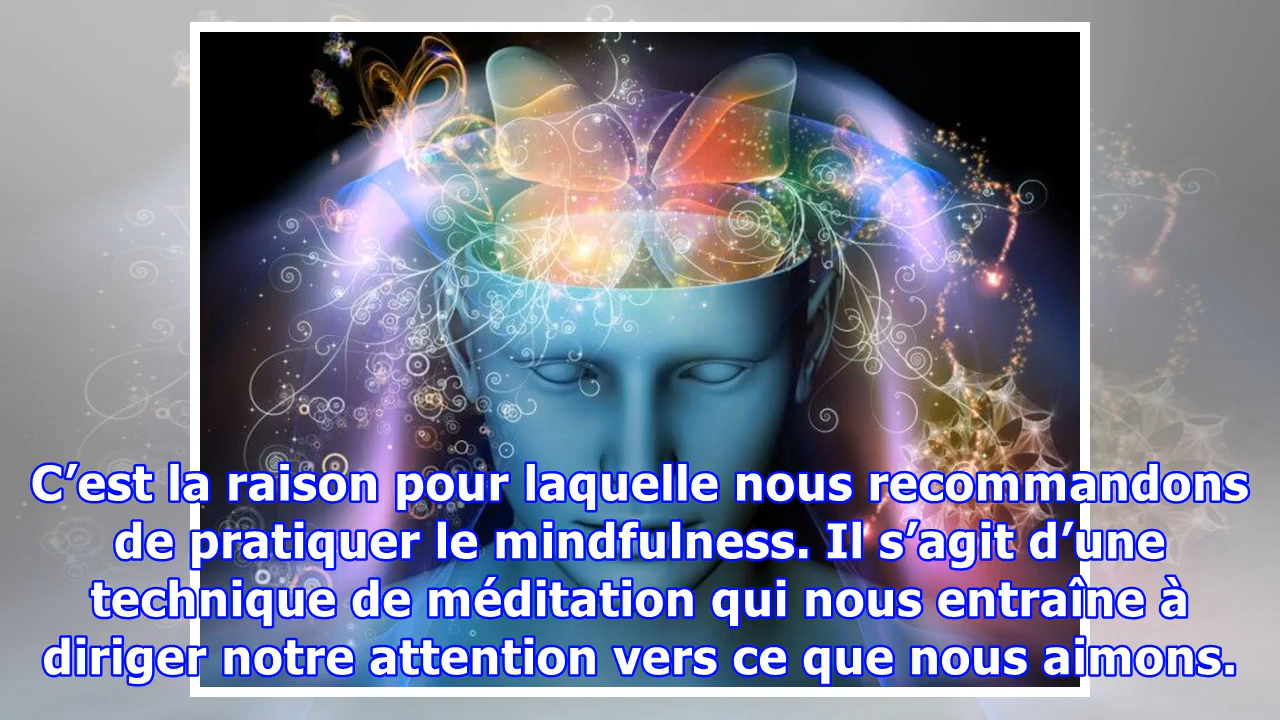 C’est la raison pour laquelle nous recommandons
de pratiquer le mindfulness. Il s’agit d’une
technique de méditation qui nous entraîne à
diriger notre attention vers ce que nous aimons.